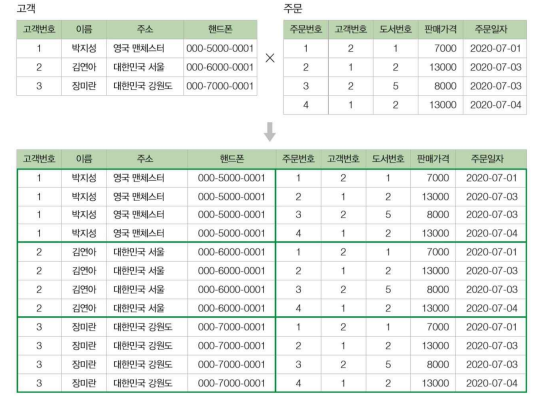 고객 주문
고객번호 이름 주소 핸드폰 주문번호 고객번호 도서번호 판매가격 주문일자
1 박지성 영국 맨체스터 000-5000-0001 1 2 1 7000 2020-07-01
2 김연아 대한민국 서울 000-6000-0001 × 2 1 2 13000 2020-07-03
3 장미란 대한민국 강원도 000-7000-0001 3 2 5 8000 2020-07-03
4 1 2 13000 2020-07-04
고객번호 이름 주소 핸드폰 주문번호 고객번호 도서번호 판매가격 주문일자
1 박지성 영국 맨체스터 000-5000-0001 1 2 1 7000 2020-07-01
1 박지성 영국 맨체스터 000-5000-0001 2 1 2 13000 2020-07-03
1 박지성 영국 맨체스터 000-5000-0001 3 2 5 8000 2020-07-03
1 박지성 영국 맨체스터 000-5000-0001 4 1 2 13000 2020-07-04
2 김연아 대한민국 서울 000-6000-0001 1 2 1 7000 2020-07-01
2 김연아 대한민국 서울 000-6000-0001 2 1 2 13000 2020-07-03
2 김연아 대한민국 서울 000-6000-0001 3 2 5 8000 2020-07-03
2 김연아 대한민국 서울 000-6000-0001 4 1 2 13000 2020-07-04
3 장미란 대한민국 강원도 000-7000-0001 1 2 1 7000 2020-07-01
3 장미란 대한민국 강원도 000-7000-0001 2 1 2 13000 2020-07-03
3 장미란 대한민국 강원도 000-7000-0001 3 2 5 8000 2020-07-03
3 장미란 대한민국 강원도 000-7000-0001 4 1 2 13000 2020-07-04